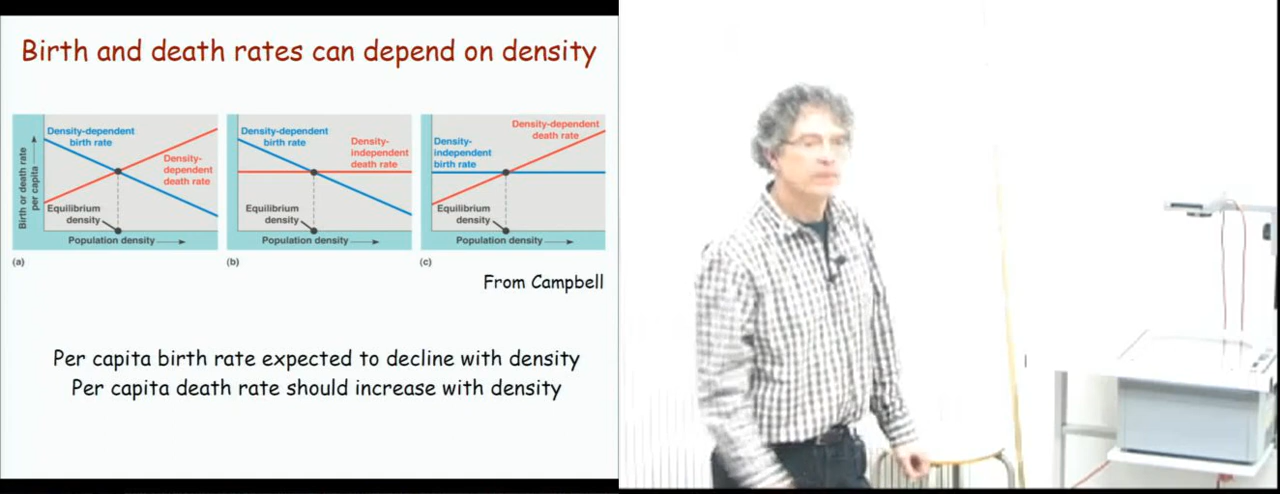 Birth and death rates can depend on density
Birth or death rate
per capita
Density-dependent
birth rate
Density-
dependent
death rate
Equilibrium
density
Population density
(a)
Density-dependent
birth rate
Density-
independent
death rate
Equilibrium
density
Population density
(b)
Density-dependent
death rate
Density-
independent
birth rate
Equilibrium
density
Population density
(c)
From Campbell
Per capita birth rate expected to decline with density
Per capita death rate should increase with density